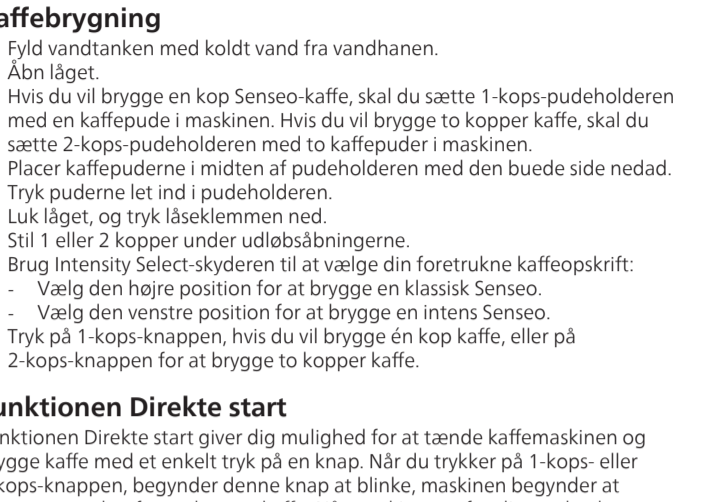 affebrygning
Fyld vandtanken med koldt vand fra vandhanen.
Åbn låget.
Hvis du vil brygge en kop Senseo-kaffe, skal du sætte 1-kops-pudeholderen
med en kaffepude i maskinen. Hvis du vil brygge to kopper kaffe, skal du
sætte 2-kops-pudeholderen med to kaffepuder i maskinen.
Placer kaffepuderne i midten af pudeholderen med den buede side nedad.
Tryk puderne let ind i pudeholderen.
Luk låget, og tryk låseklemmen ned.
Stil 1 eller 2 kopper under udløbsåbningerne.
Brug Intensity Select-skyderen til at vælge din foretrukne kaffeopskrift:
- Vælg den højre position for at brygge en klassisk Senseo.
- Vælg den venstre position for at brygge en intens Senseo.
Tryk på 1-kops-knappen, hvis du vil brygge én kop kaffe, eller på
2-kops-knappen for at brygge to kopper kaffe.
unktionen Direkte start
nktionen Direkte start giver dig mulighed for at tænde kaffemaskinen og
ygge kaffe med et enkelt tryk på en knap. Når du trykker på 1-kops- eller
kops-knappen, begynder denne knap at blinke, maskinen begynder at